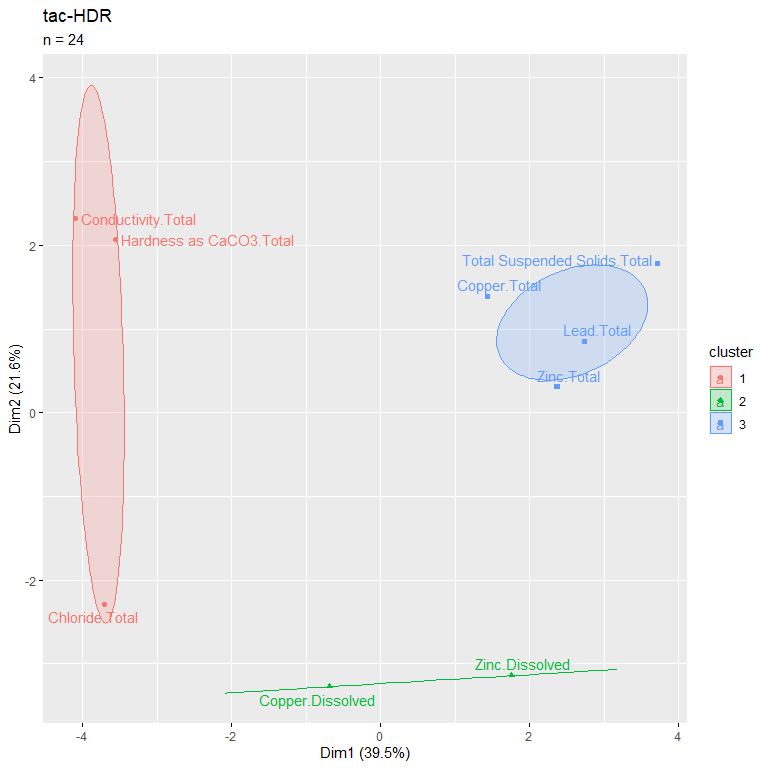 tac-HDR
n = 24
4
2
0
-2
Dim2 (21.6%)
Conductivity.Total
Hardness as CaCO3.Total
Total Suspended Solids.Total
Copper.Total
Lead.Total
Zinc.Total
Chloride.Total
Zinc.Dissolved
Copper.Dissolved
-4
-2
0
2
4
Dim1 (39.5%)
cluster
a 1
a 2
a 3